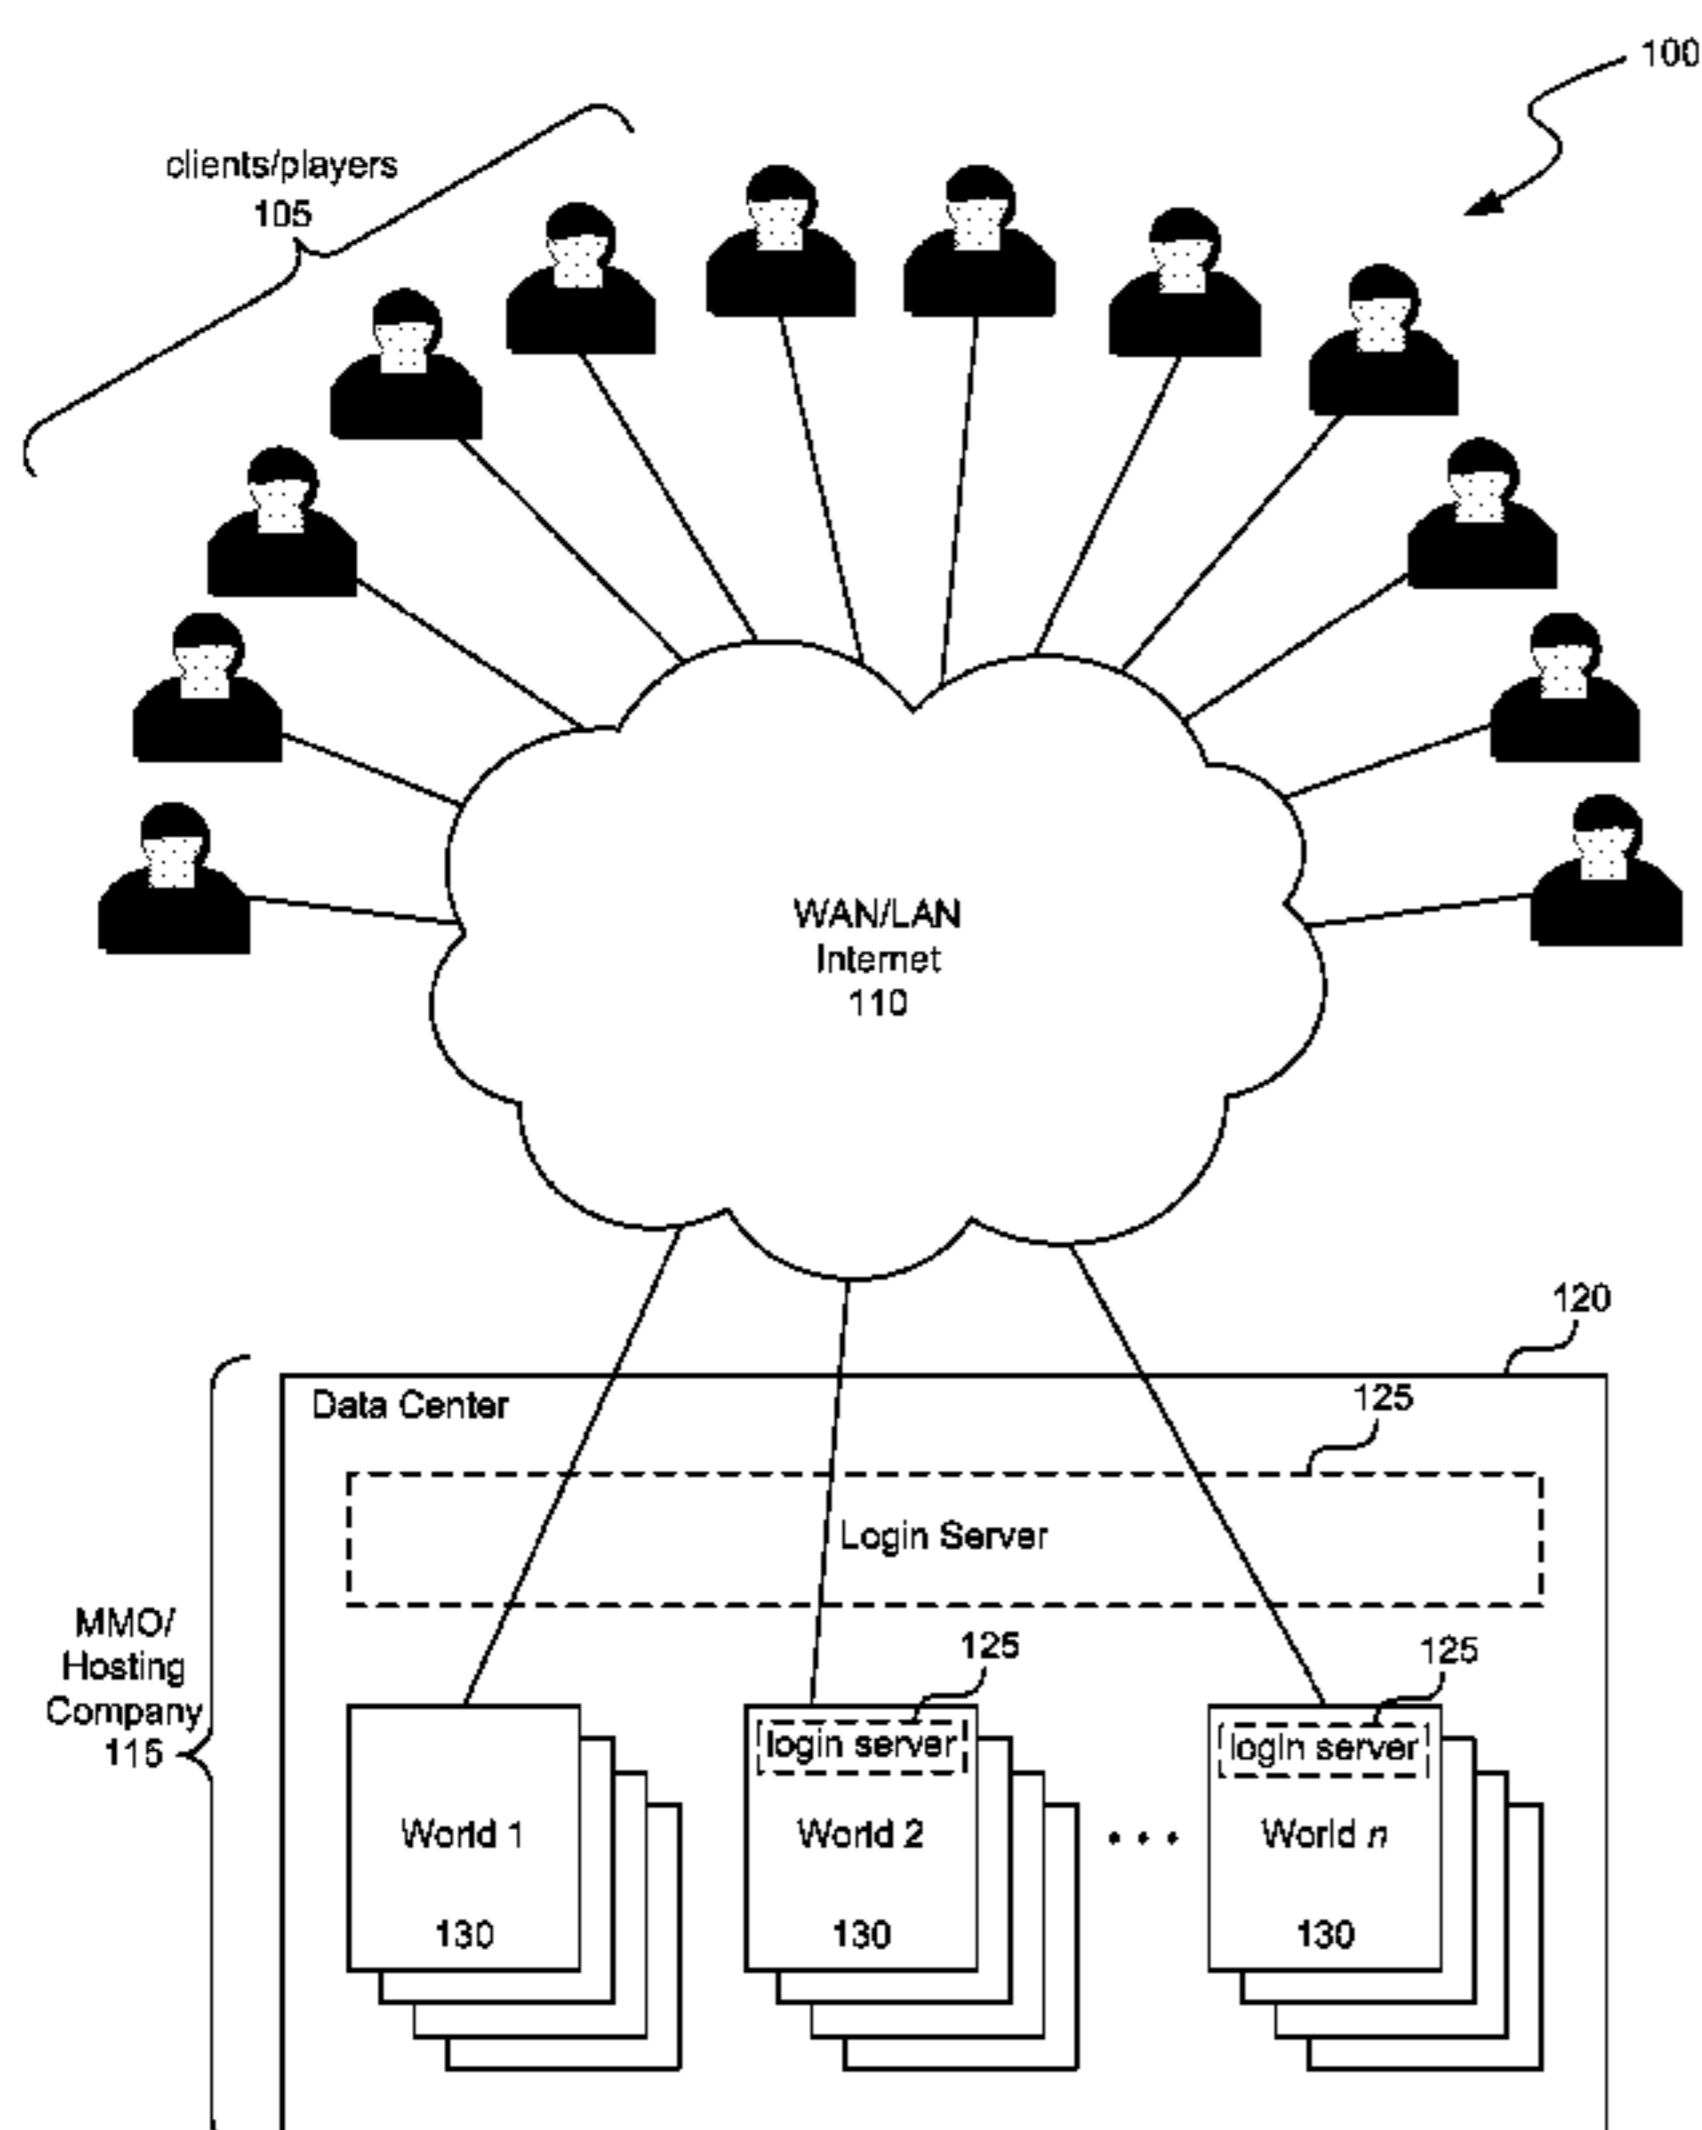 100
clients/players
105
WAN/LAN
Internet
110
120
Data Center
125
Login Server
MMO/
Hosting
Company
115
125
125
login server
login server
World 1
World 2
• • •
World n
130
130
130